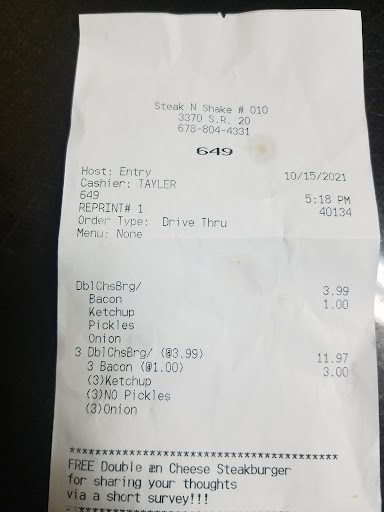 Steak N Shake # 010
3370 S.R. 20
678-804-4331
649
Host: Entry 10/15/2021
Cashier: TAYLER
649 5:18 PM
REPRINT# 1 40134
Order Type: Drive Thru
Menu: None
DblChsBrg/ 3.99
Bacon 1.00
Ketchup
Pickles
Onion
3 DblChsBrg/ (@3.99) 11.97
3 Bacon (@1.00) 3.00
(3)Ketchup
(3)NO Pickles
(3)Onion
****************************************
FREE Double æn Cheese Steakburger
for sharing your thoughts
via a short survey!!!
****************************************